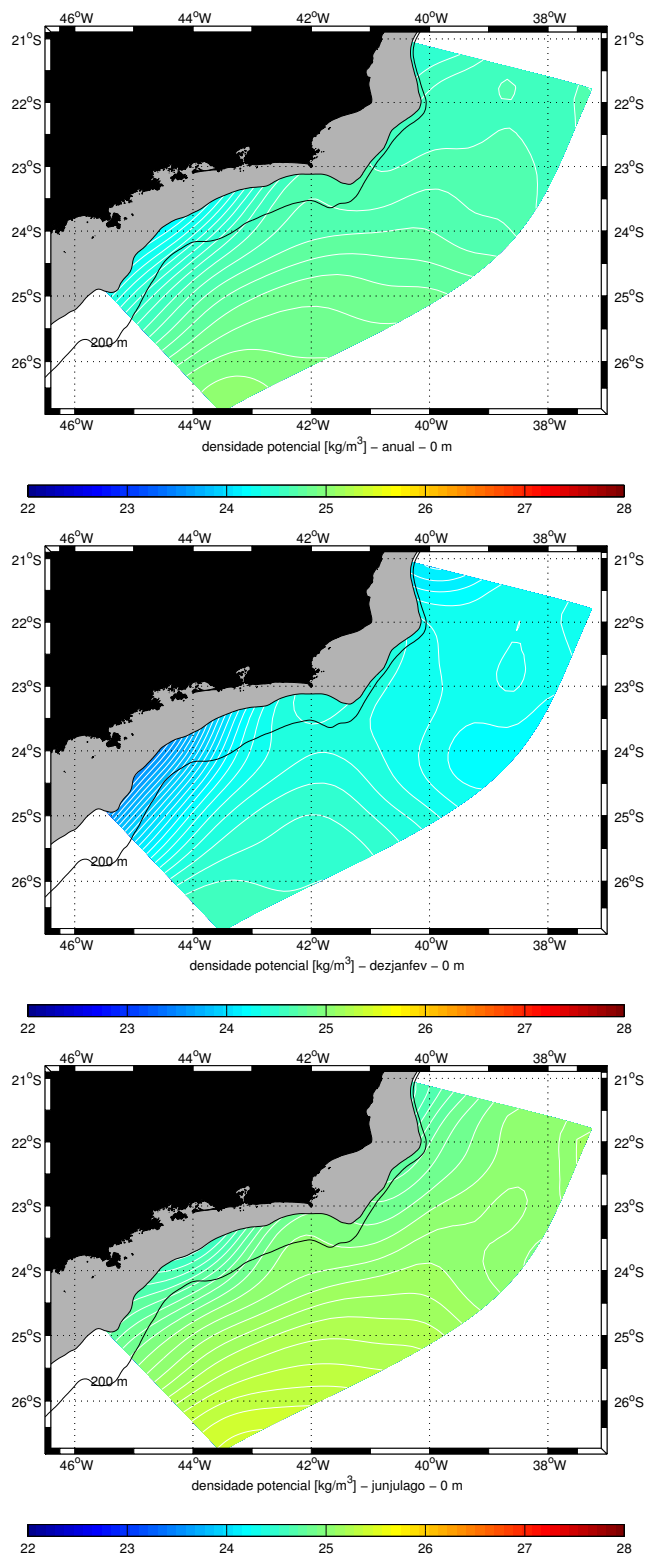 46°W 44°W 42°W 40°W 38°W
21°S 21°S
22°S 22°S
23°S 23°S
24°S 24°S
25°S 25°S
200 m
26°S 26°S
46°W 44°W 42°W 40°W 38°W
densidade potencial [kg/m³] − anual − 0 m
22 23 24 25 26 27 28
46°W 44°W 42°W 40°W 38°W
21°S 21°S
22°S 22°S
23°S 23°S
24°S 24°S
25°S 25°S
200 m
26°S 26°S
46°W 44°W 42°W 40°W 38°W
densidade potencial [kg/m³] − dezjanfev − 0 m
22 23 24 25 26 27 28
46°W 44°W 42°W 40°W 38°W
21°S 21°S
22°S 22°S
23°S 23°S
24°S 24°S
25°S 25°S
200 m
26°S 26°S
46°W 44°W 42°W 40°W 38°W
densidade potencial [kg/m³] − junjulago − 0 m
22 23 24 25 26 27 28